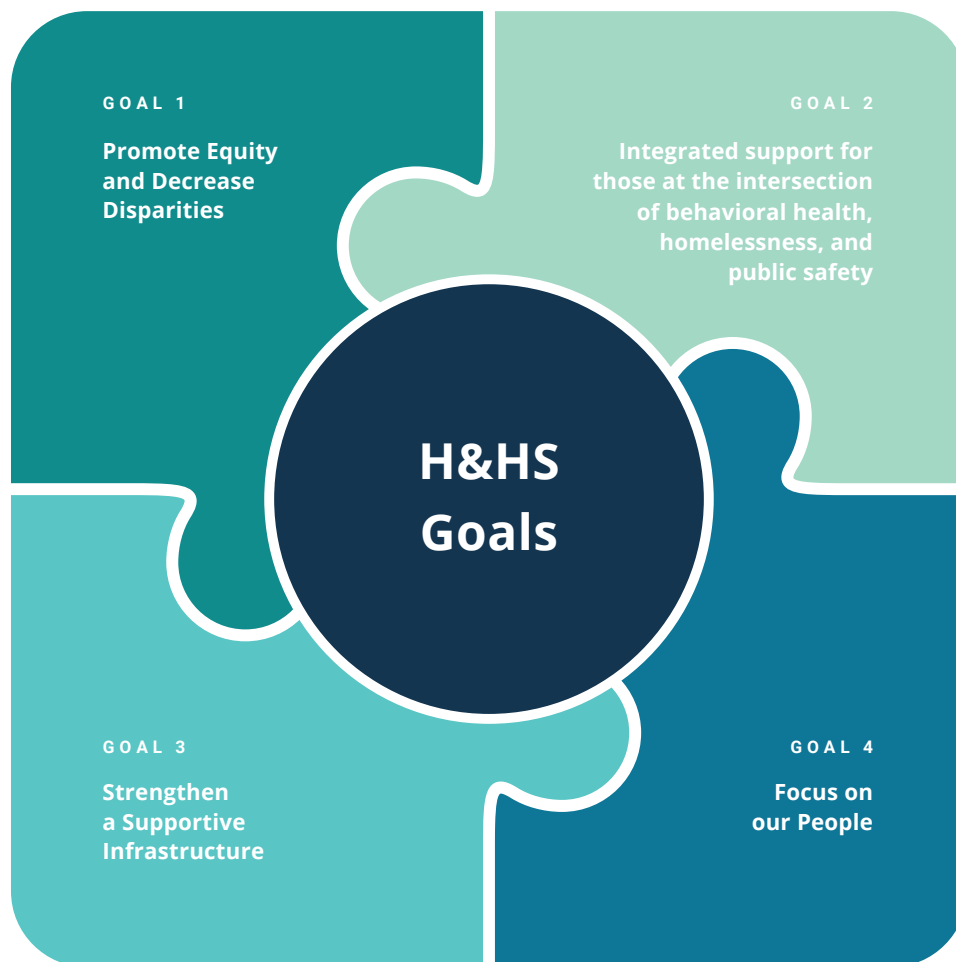 GOAL 1
Promote Equity
and Decrease
Disparities
GOAL 2
Integrated support for
those at the intersection
of behavioral health,
homelessness, and
public safety
H&HS
Goals
GOAL 3
Strengthen
a Supportive
Infrastructure
GOAL 4
Focus on
our People